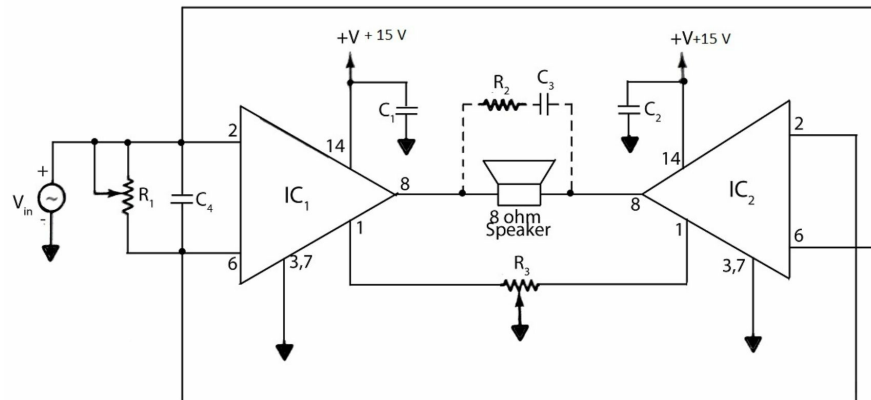 +V + 15 V
+V+15 V
R2
C3
C1
C2
2
14
14
2
+
Vin
-
R1
C4
IC1
8
8 ohm
Speaker
8
IC2
1
1
6
3,7
R3
3,7
6